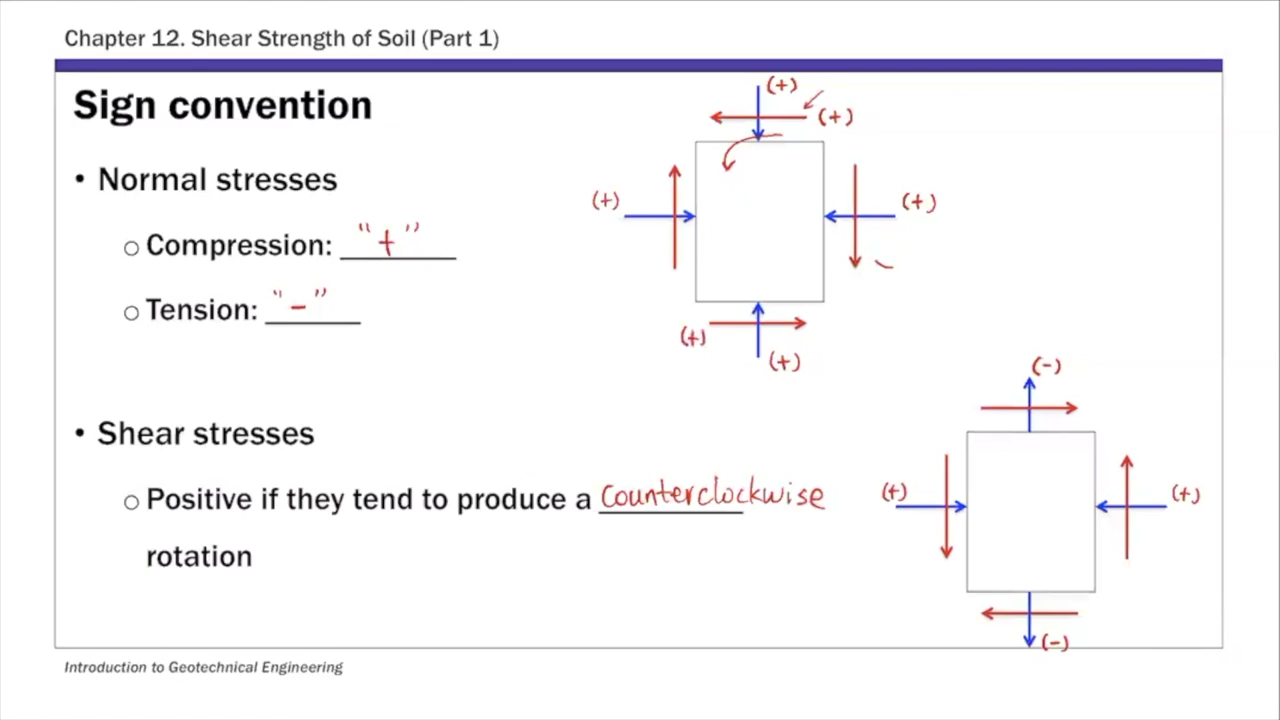 Chapter 12. Shear Strength of Soil (Part 1)
Sign convention
• Normal stresses
○ Compression: "+"
○ Tension: "-"
• Shear stresses
○ Positive if they tend to produce a counterclockwise
rotation
(+)
(+)
(+)
(+)
(+)
(+)
(-)
(+)
(+)
(-)
Introduction to Geotechnical Engineering